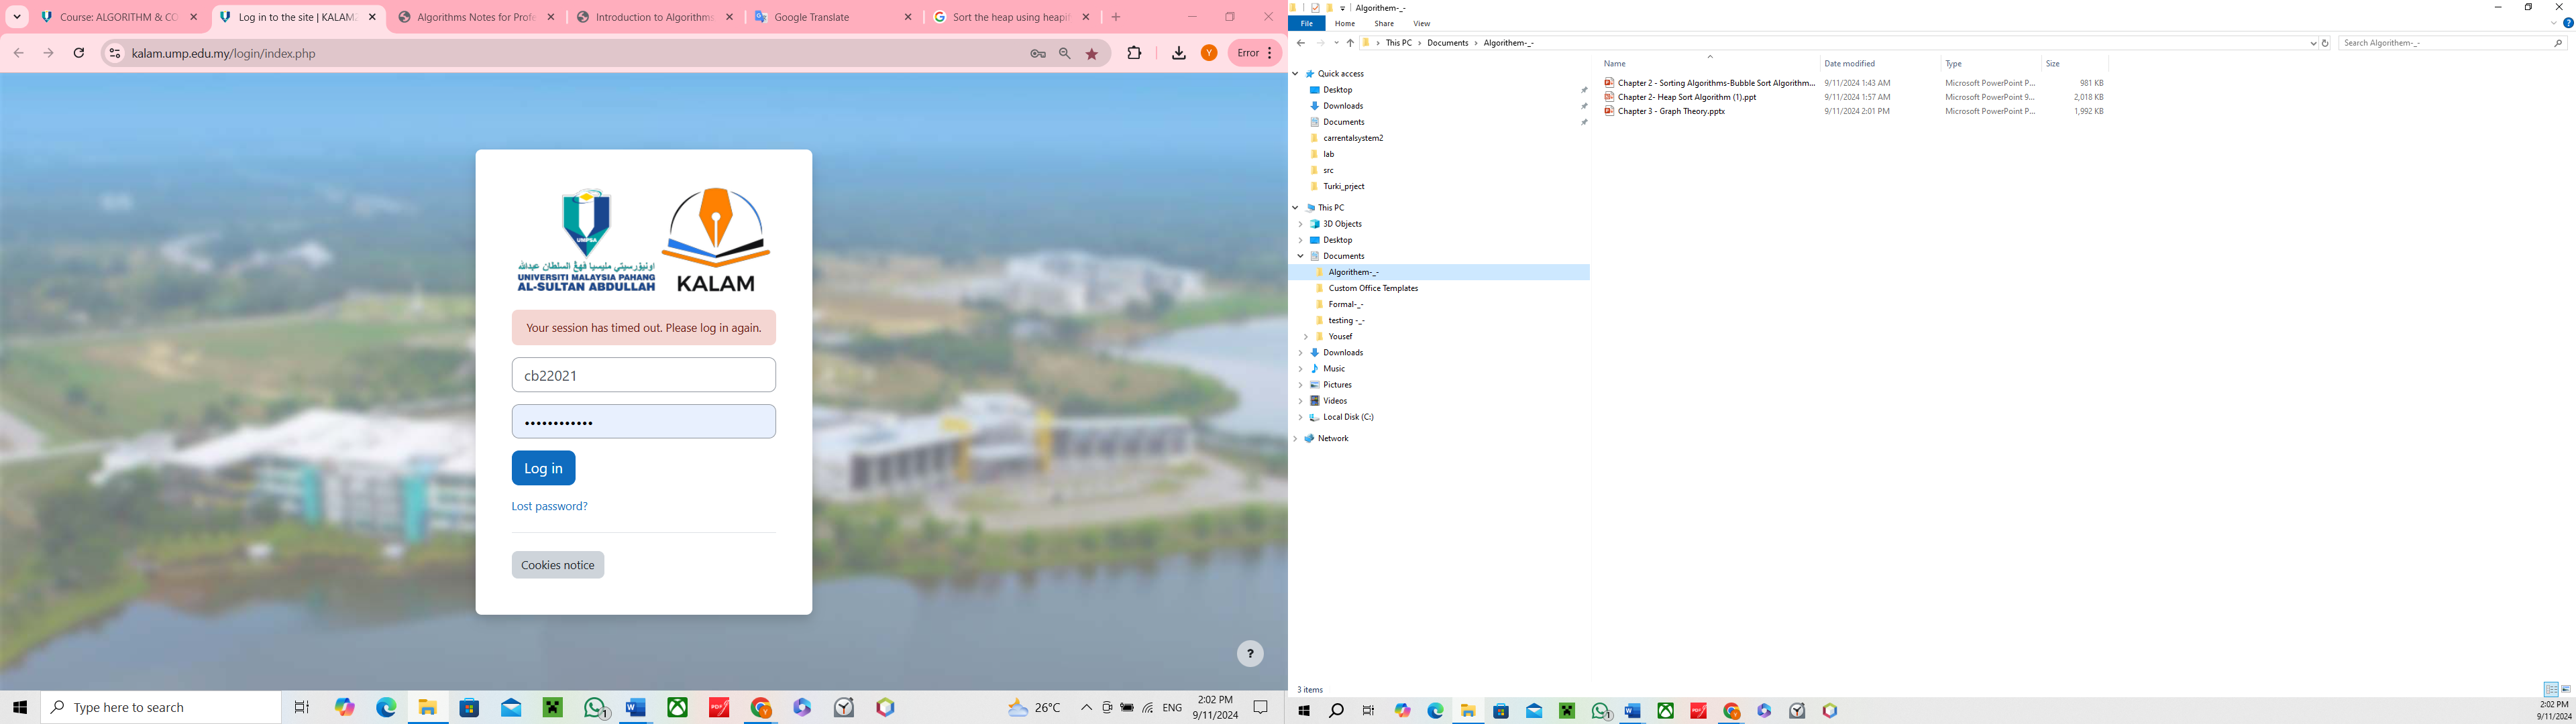 Course: ALGORITHM & CO
Log in to the site | KALAM
Algorithms Notes for Profe
Introduction to Algorithms
Google Translate
Sort the heap using heapif
kalam.ump.edu.my/login/index.php
Error
UMPSA
اونيۏرسيتي مليسيا ڤهڠ السلطان عبدالله
UNIVERSITI MALAYSIA PAHANG
AL-SULTAN ABDULLAH
KALAM
Your session has timed out. Please log in again.
cb22021
Log in
Lost password?
Cookies notice
?
Type here to search
26°C
ENG
2:02 PM
9/11/2024
Algorithem-_-
File
Home
Share
View
This PC
Documents
Algorithem-_-
Search Algorithem-_-
Name
Date modified
Type
Size
Chapter 2 - Sorting Algorithms-Bubble Sort Algorithm... 9/11/2024 1:43 AM Microsoft PowerPoint P... 981 KB
Chapter 2- Heap Sort Algorithm (1).ppt 9/11/2024 1:57 AM Microsoft PowerPoint 9... 2,018 KB
Chapter 3 - Graph Theory.pptx 9/11/2024 2:01 PM Microsoft PowerPoint P... 1,992 KB
Quick access
Desktop
Downloads
Documents
carrentalsystem2
lab
src
Turki_prject
This PC
3D Objects
Desktop
Documents
Algorithem-_-
Custom Office Templates
Formal-_-
testing -_-
Yousef
Downloads
Music
Pictures
Videos
Local Disk (C:)
Network
3 items
2:02 PM
9/11/2024